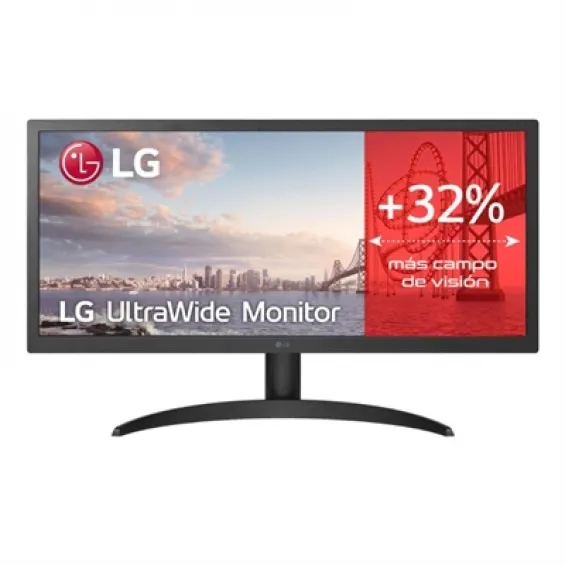 LG
+32%
más campo
de visión
LG UltraWide Monitor
LG